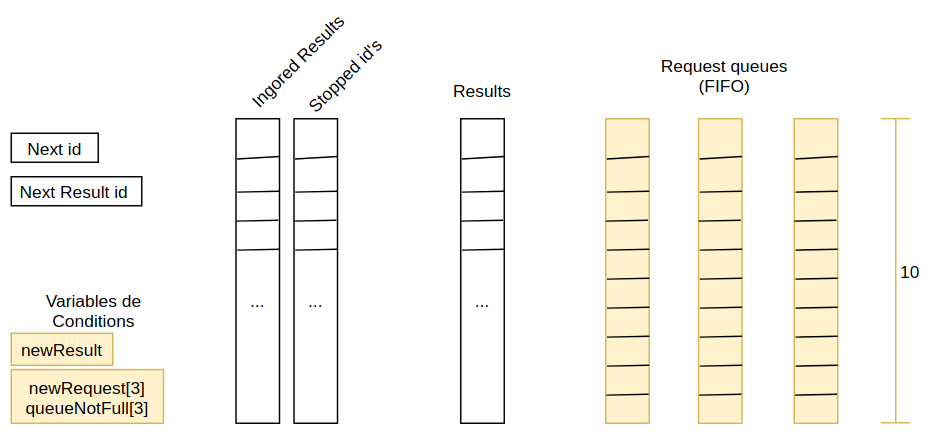 Ingored Results
Stopped id's
Results
Request queues
(FIFO)
Next id
Next Result id
Variables de
Conditions
newResult
newRequest[3]
queueNotFull[3]
...
...
...
10